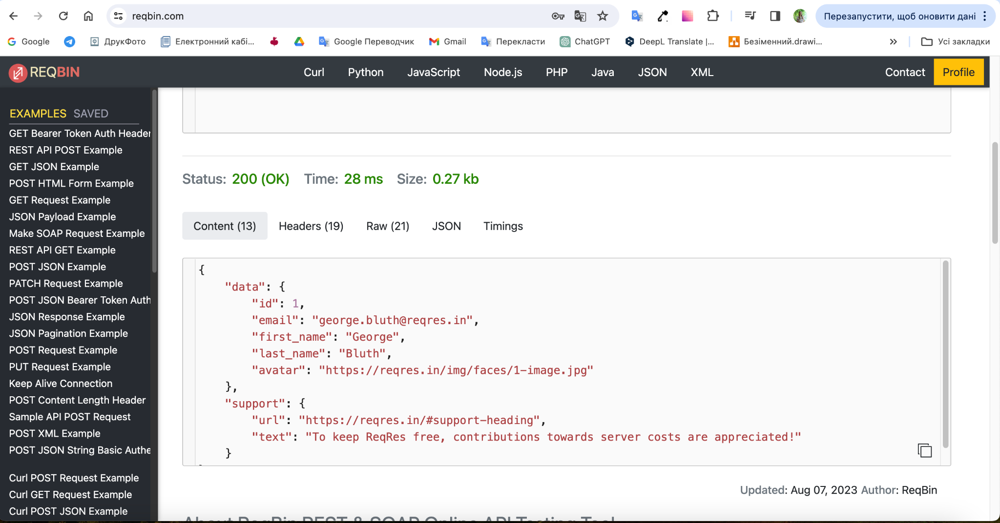 reqbin.com
Перезапустити, щоб оновити дані
Google
ДрукФото
Електронний кабі...
Google Переводчик
Gmail
Перекласти
ChatGPT
DeepL Translate |...
Безіменний.drawi...
Усі закладки
REQBIN
Curl
Python
JavaScript
Node.js
PHP
Java
JSON
XML
Contact
Profile
EXAMPLES SAVED
GET Bearer Token Auth Header
REST API POST Example
GET JSON Example
POST HTML Form Example
GET Request Example
JSON Payload Example
Make SOAP Request Example
REST API GET Example
POST JSON Example
PATCH Request Example
POST JSON Bearer Token Auth
JSON Response Example
JSON Pagination Example
POST Request Example
PUT Request Example
Keep Alive Connection
POST Content Length Header
Sample API POST Request
POST XML Example
POST JSON String Basic Authe
Curl POST Request Example
Curl GET Request Example
Curl POST JSON Example
Status: 200 (OK) Time: 28 ms Size: 0.27 kb
Content (13)
Headers (19)
Raw (21)
JSON
Timings
{
"data": {
"id": 1,
"email": "george.bluth@reqres.in",
"first_name": "George",
"last_name": "Bluth",
"avatar": "https://reqres.in/img/faces/1-image.jpg"
},
"support": {
"url": "https://reqres.in/#support-heading",
"text": "To keep ReqRes free, contributions towards server costs are appreciated!"
}
Updated: Aug 07, 2023 Author: ReqBin
About ReqBin REST & SOAP Online API Testing Tool